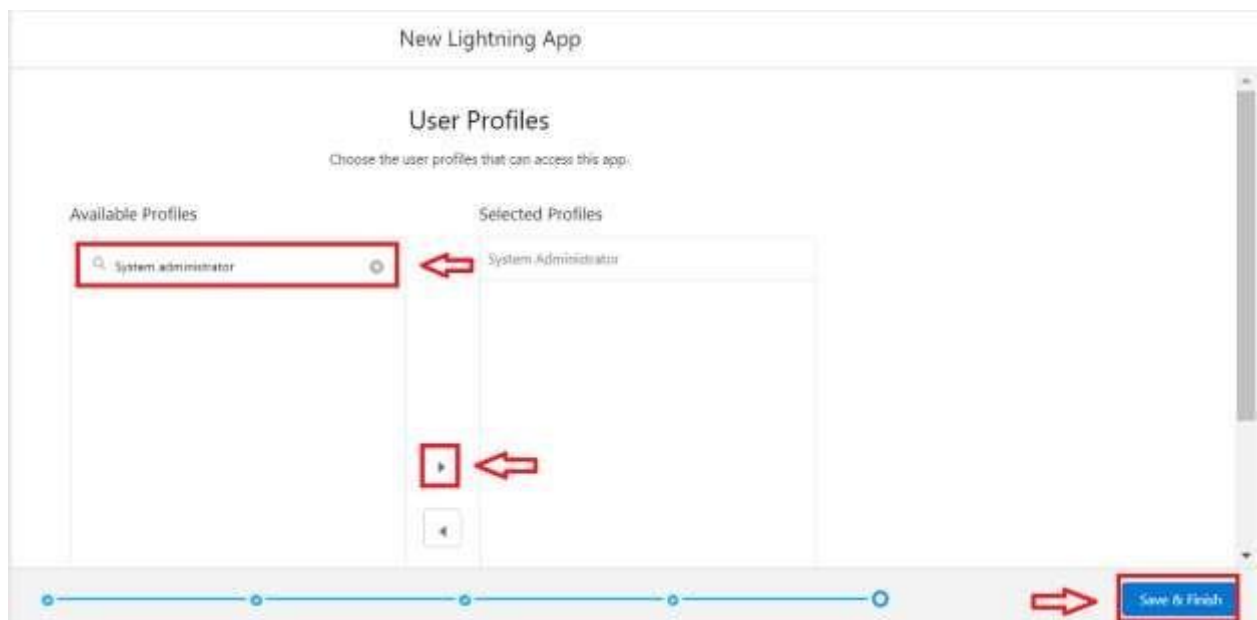 New Lightning App
User Profiles
Choose the user profiles that can access this app.
Available Profiles
Selected Profiles
System administrator
System Administrator
Save & Finish